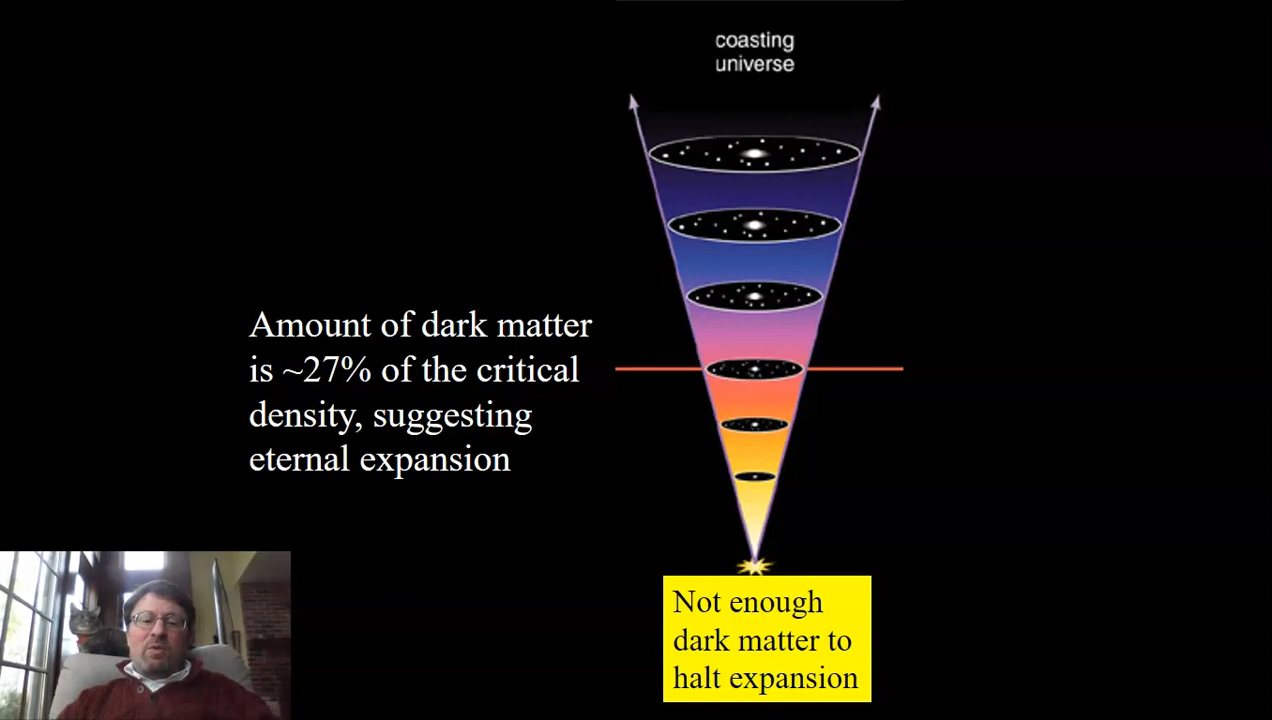 coasting
universe
Amount of dark matter
is ~27% of the critical
density, suggesting
eternal expansion
Not enough
dark matter to
halt expansion